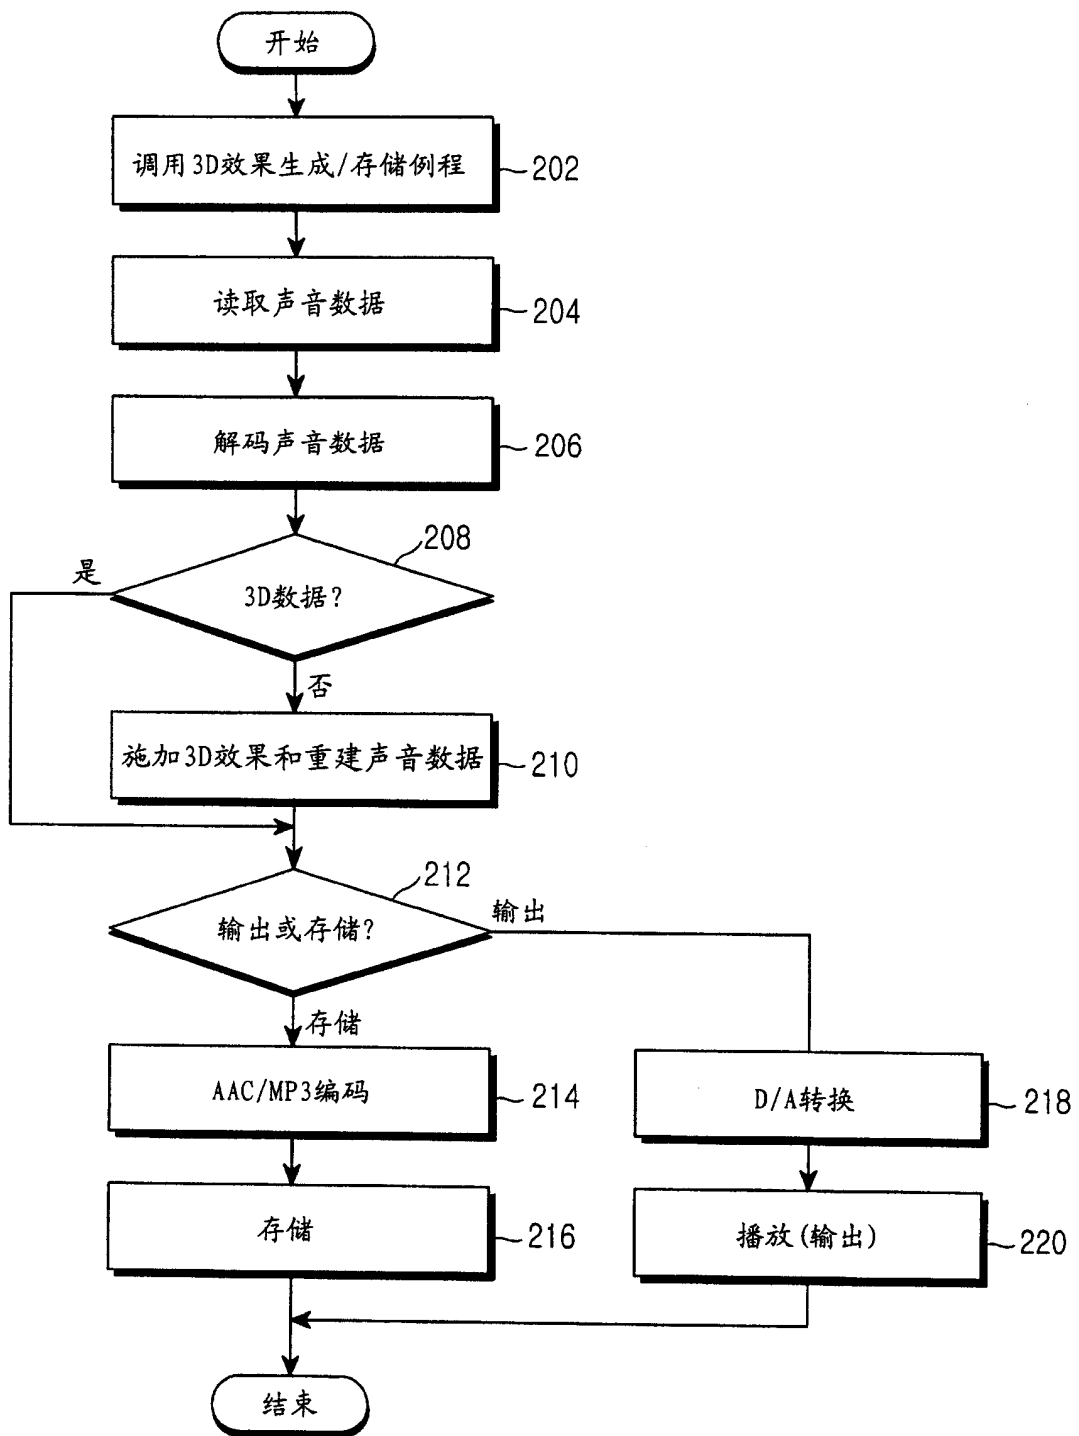 开始
调用3D效果生成/存储例程
202
读取声音数据
204
解码声音数据
206
208
是
3D数据?
否
施加3D效果和重建声音数据
210
212
输出或存储?
输出
存储
AAC/MP3编码
214
D/A转换
218
存储
216
播放(输出)
220
结束